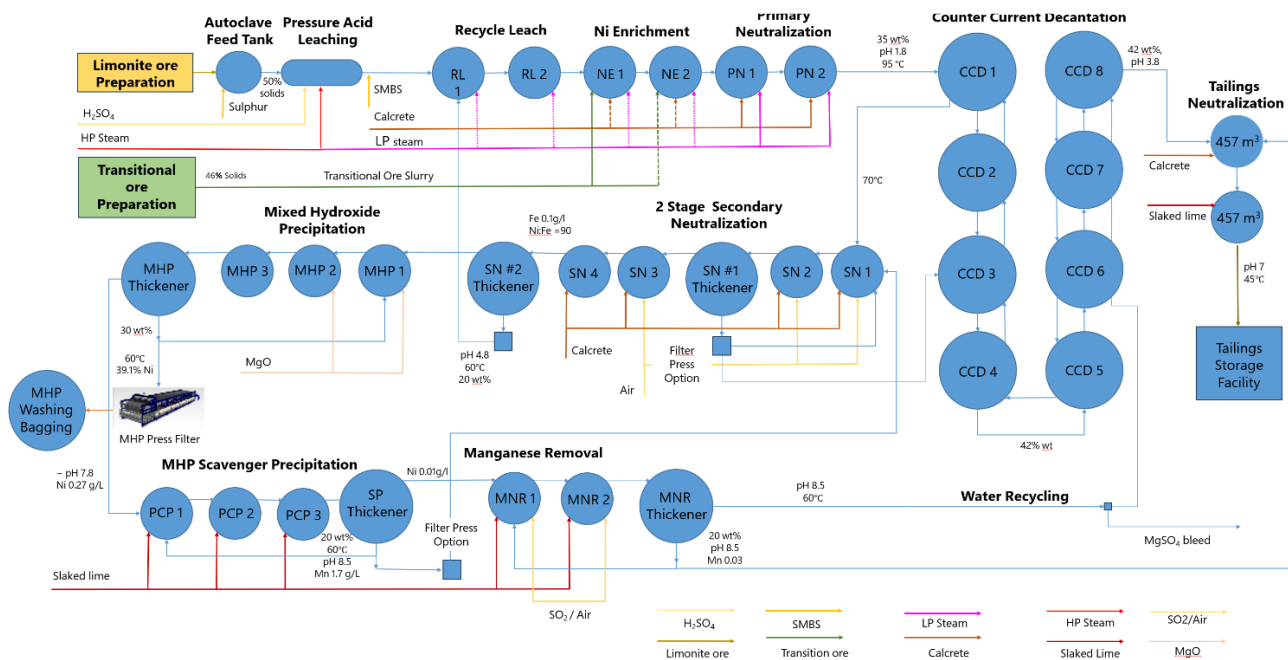 Autoclave
Feed Tank
Pressure Acid
Leaching
Recycle Leach
Ni Enrichment
Primary
Neutralization
Counter Current Decantation
Limonite ore
Preparation
50%
solids
Sulphur
H₂SO₄
HP Steam
SMBS
Calcrete
LP steam
RL
1
RL 2
NE 1
NE 2
PN 1
PN 2
35 wt%
pH 1.8
95 °C
CCD 1
CCD 8
42 wt%,
pH 3.8
Tailings
Neutralization
457 m³
Calcrete
Slaked lime
457 m³
pH 7
45°C
Tailings
Storage
Facility
Transitional
ore
Preparation
46% Solids
Transitional Ore Slurry
70°C
CCD 2
CCD 7
CCD 3
CCD 6
CCD 4
CCD 5
42% wt
Mixed Hydroxide
Precipitation
Fe 0.1g/l
Ni:Fe =90
2 Stage Secondary
Neutralization
MHP
Thickener
MHP 3
MHP 2
MHP 1
SN #2
Thickener
SN 4
SN 3
SN #1
Thickener
SN 2
SN 1
30 wt%
60°C
39.1% Ni
MgO
pH 4.8
60°C
20 wt%
Calcrete
Air
Filter
Press
Option
MHP
Washing
Bagging
MHP Press Filter
MHP Scavenger Precipitation
Manganese Removal
~ pH 7.8
Ni 0.27 g/L
PCP 1
PCP 2
PCP 3
SP
Thickener
Ni 0.01g/l
MNR 1
MNR 2
MNR
Thickener
pH 8.5
60°C
Water Recycling
Filter Press
Option
20 wt%
60°C
pH 8.5
Mn 1.7 g/L
20 wt%
pH 8.5
Mn 0.03
MgSO₄ bleed
Slaked lime
SO₂ / Air
H₂SO₄
SMBS
LP Steam
HP Steam
SO2/Air
Limonite ore
Transition ore
Calcrete
Slaked Lime
MgO